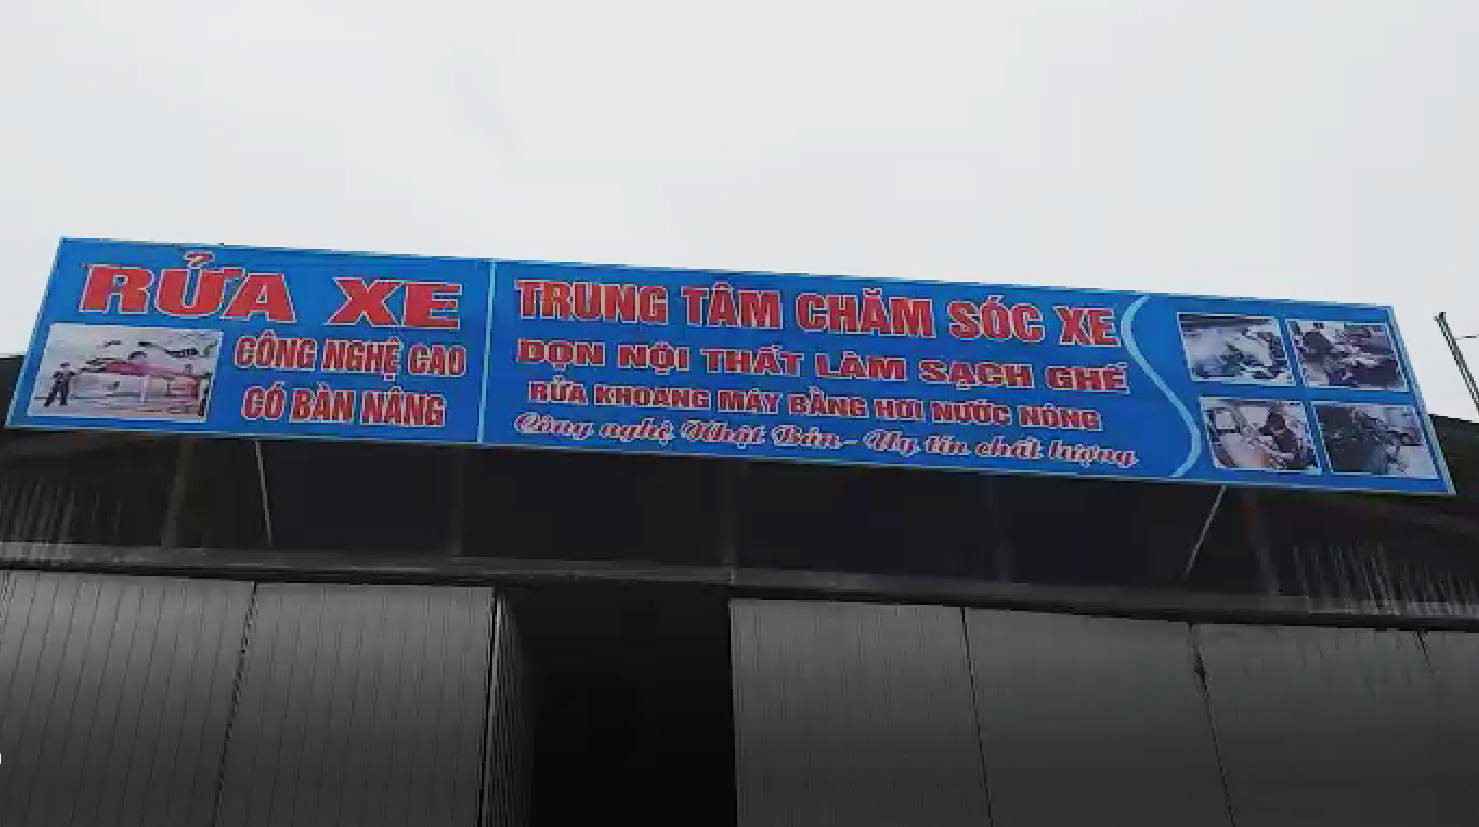 RỬA XE
CÔNG NGHỆ CAO
CÓ BÀN NÂNG
TRUNG TÂM CHĂM SÓC XE
DỌN NỘI THẤT LÀM SẠCH GHẾ
RỬA KHOANG MÁY BẰNG HƠI NƯỚC NÓNG
Công nghệ Nhật Bản - Uy tín chất lượng